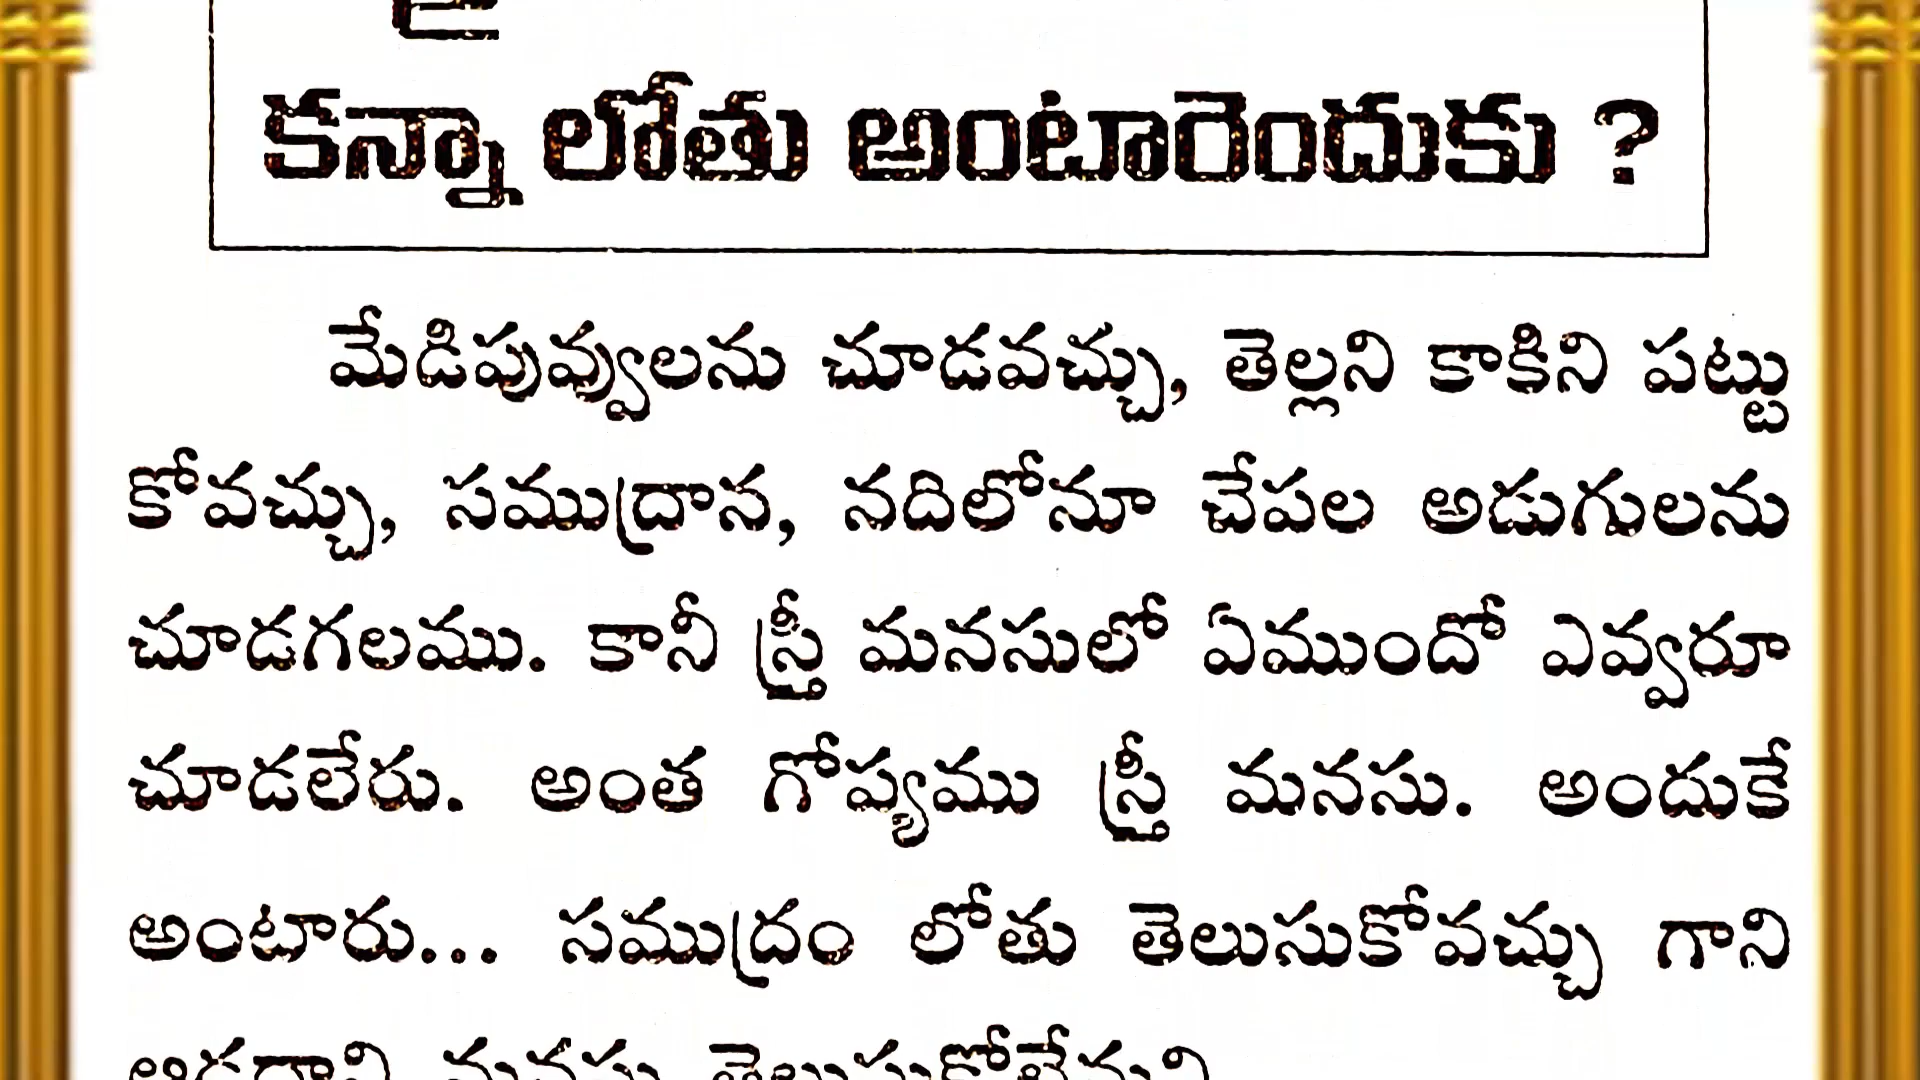 కన్నా లోతు అంటారెందుకు ?
మేడిపువ్వులను చూడవచ్చు, తెల్లని కాకిని పట్టు
కోవచ్చు, సముద్రాన, నదిలోనూ చేపల అడుగులను
చూడగలము. కానీ స్త్రీ మనసులో ఏముందో ఎవ్వరూ
చూడలేరు. అంత గోప్యము స్త్రీ మనసు. అందుకే
అంటారు... సముద్రం లోతు తెలుసుకోవచ్చు గాని